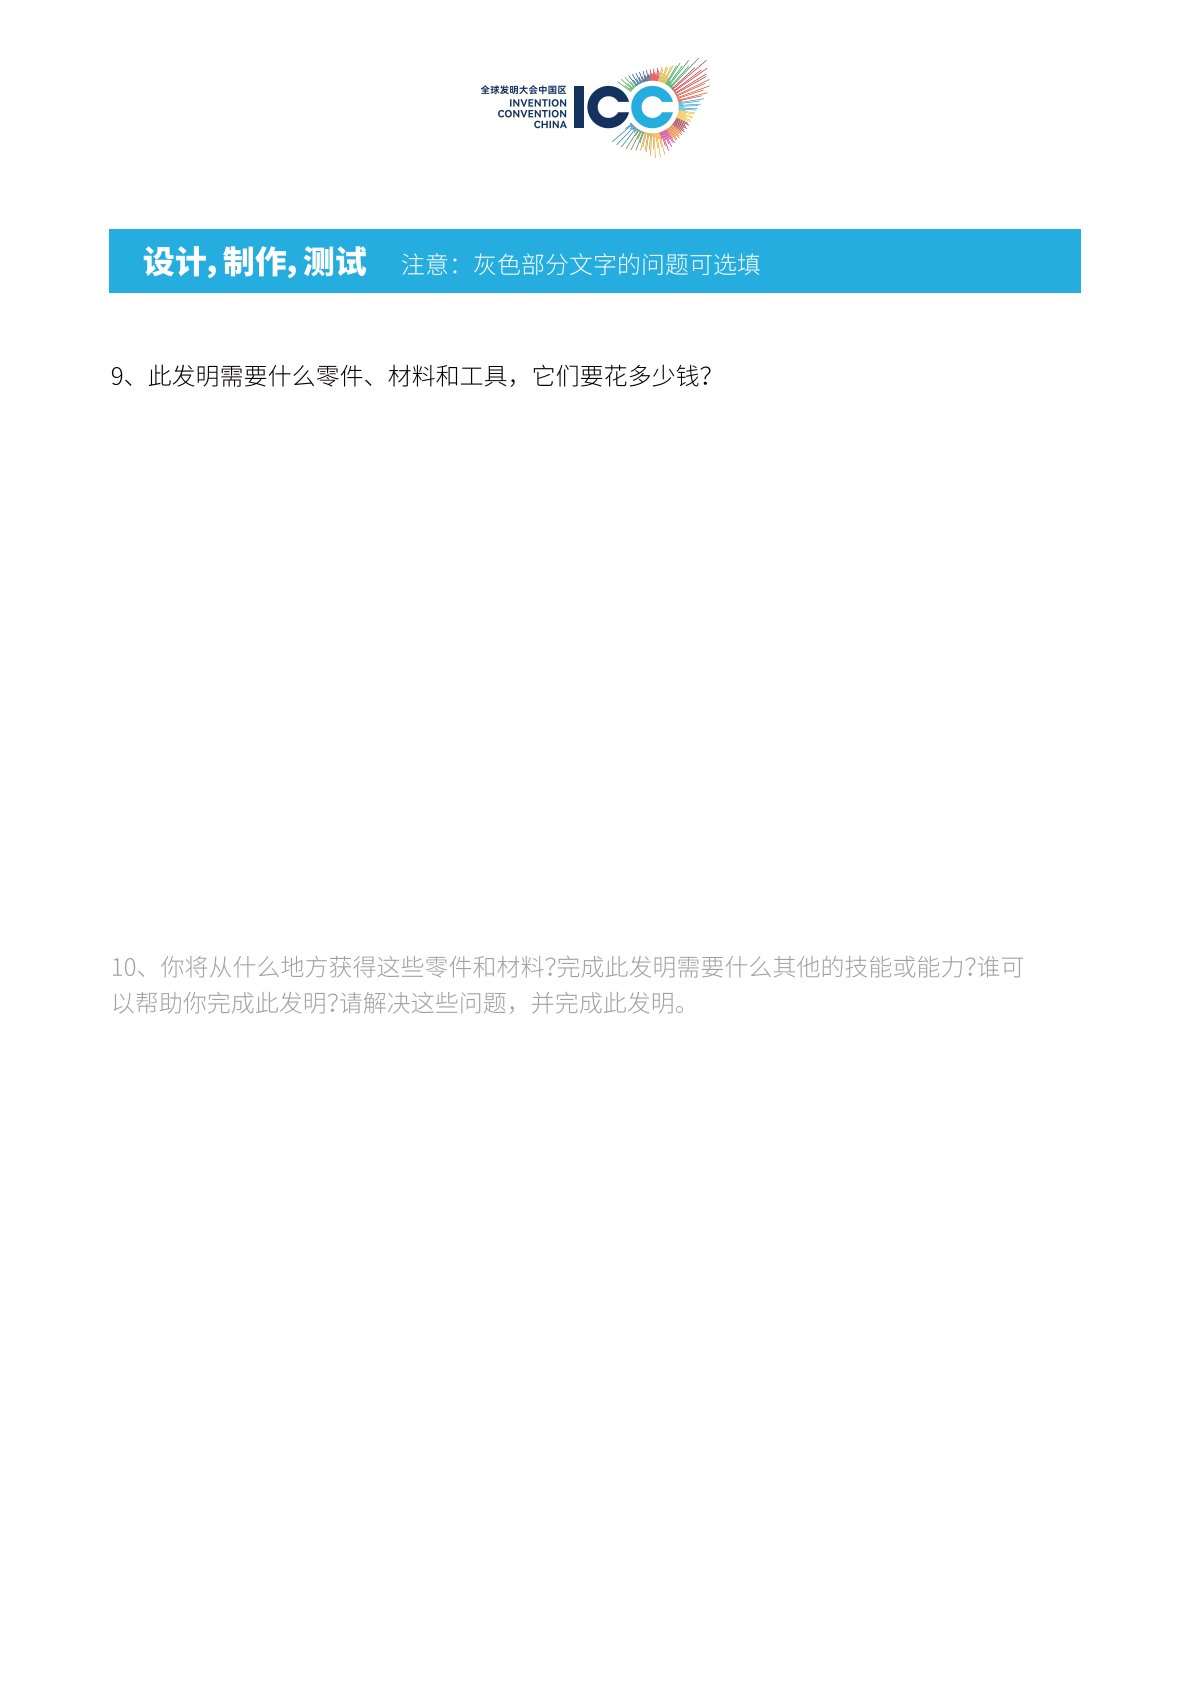 全球发明大会中国区
INVENTION
CONVENTION
CHINA
ICC
设计,制作,测试 注意：灰色部分文字的问题可选填
9、此发明需要什么零件、材料和工具，它们要花多少钱?
10、你将从什么地方获得这些零件和材料?完成此发明需要什么其他的技能或能力?谁可
以帮助你完成此发明?请解决这些问题，并完成此发明。